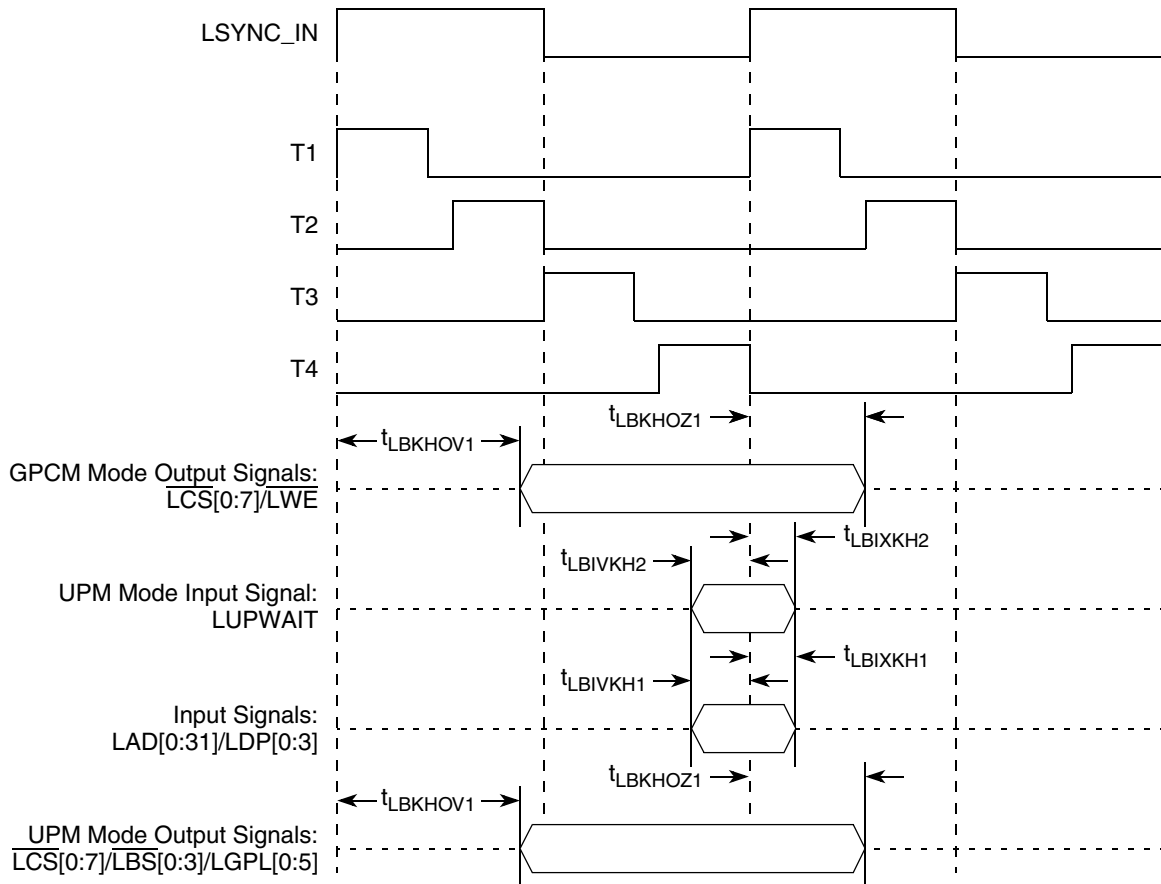 LSYNC_IN
T1
T2
T3
T4
tLBKHOZ1
tLBKHOV1
GPCM Mode Output Signals:
LCS[0:7]/LWE
tLBIXKH2
tLBIVKH2
UPM Mode Input Signal:
LUPWAIT
tLBIXKH1
tLBIVKH1
Input Signals:
LAD[0:31]/LDP[0:3]
tLBKHOZ1
tLBKHOV1
UPM Mode Output Signals:
LCS[0:7]/LBS[0:3]/LGPL[0:5]